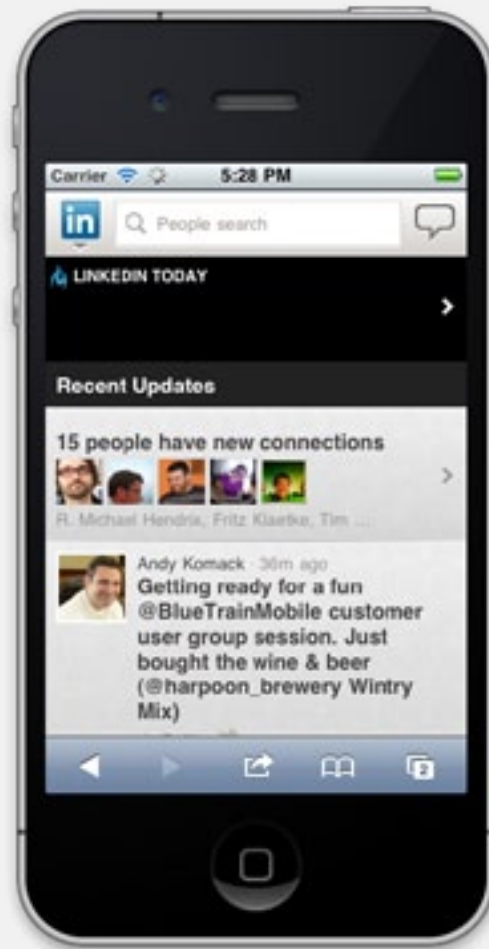 Carrier 5:28 PM
in People search
LINKEDIN TODAY
Recent Updates
15 people have new connections
R. Michael Hendrix, Fritz Klaetke, Tim ...
Andy Komack · 36m ago
Getting ready for a fun
@BlueTrainMobile customer
user group session. Just
bought the wine & beer
(@harpoon_brewery Wintry
Mix)
2